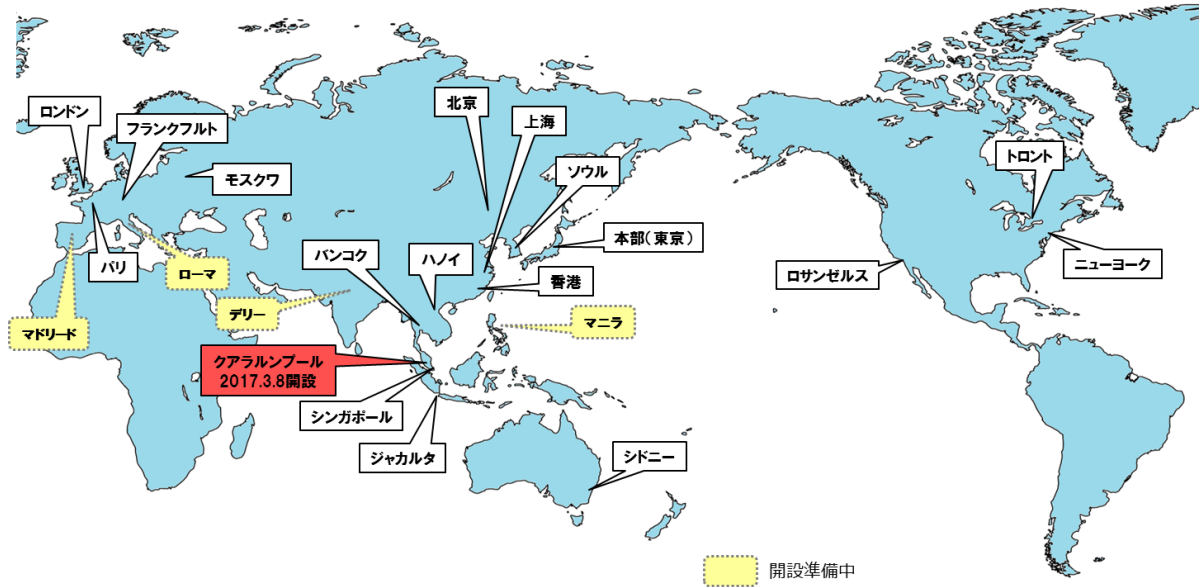 ロンドン
フランクフルト
モスクワ
北京
上海
ソウル
本部(東京)
トロント
ニューヨーク
ロサンゼルス
パリ
ローマ
マドリード
デリー
バンコク
ハノイ
香港
マニラ
クアラルンプール
2017.3.8開設
シンガポール
ジャカルタ
シドニー
開設準備中